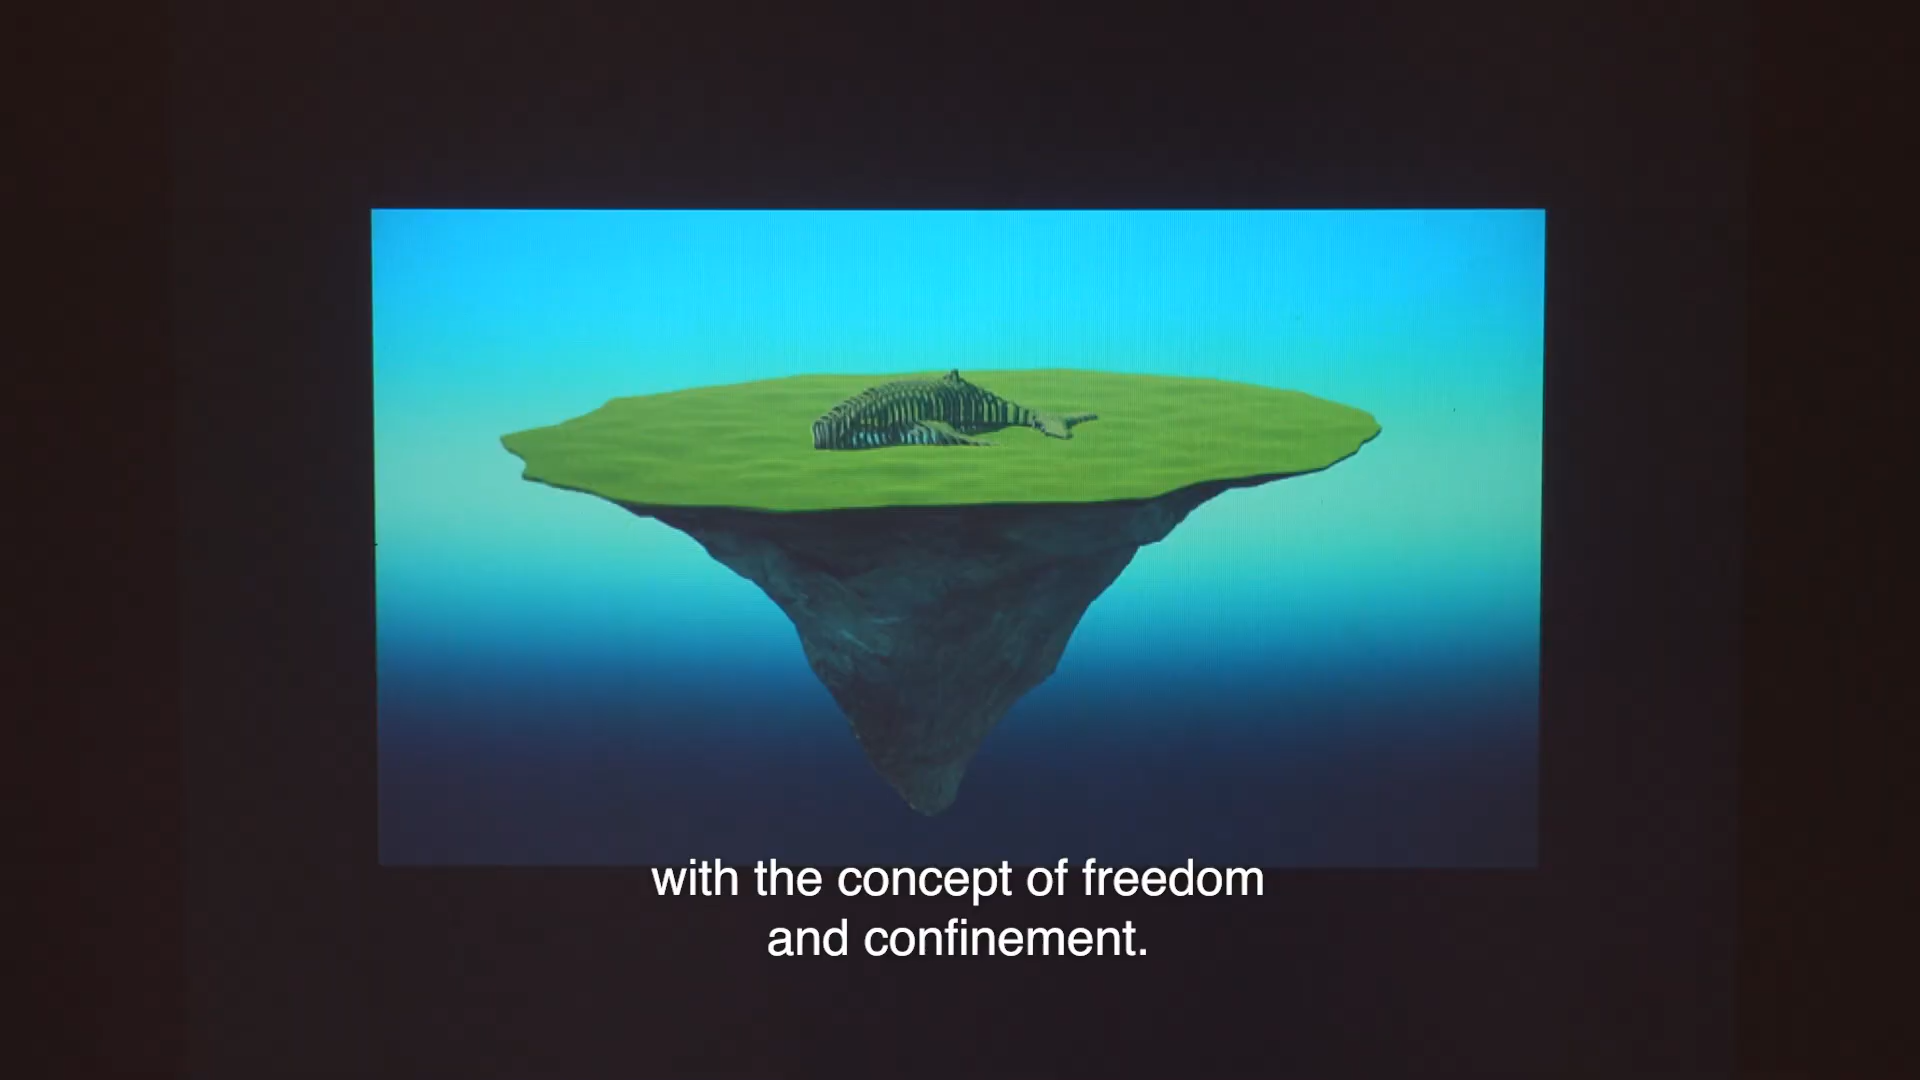 with the concept of freedom
and confinement.